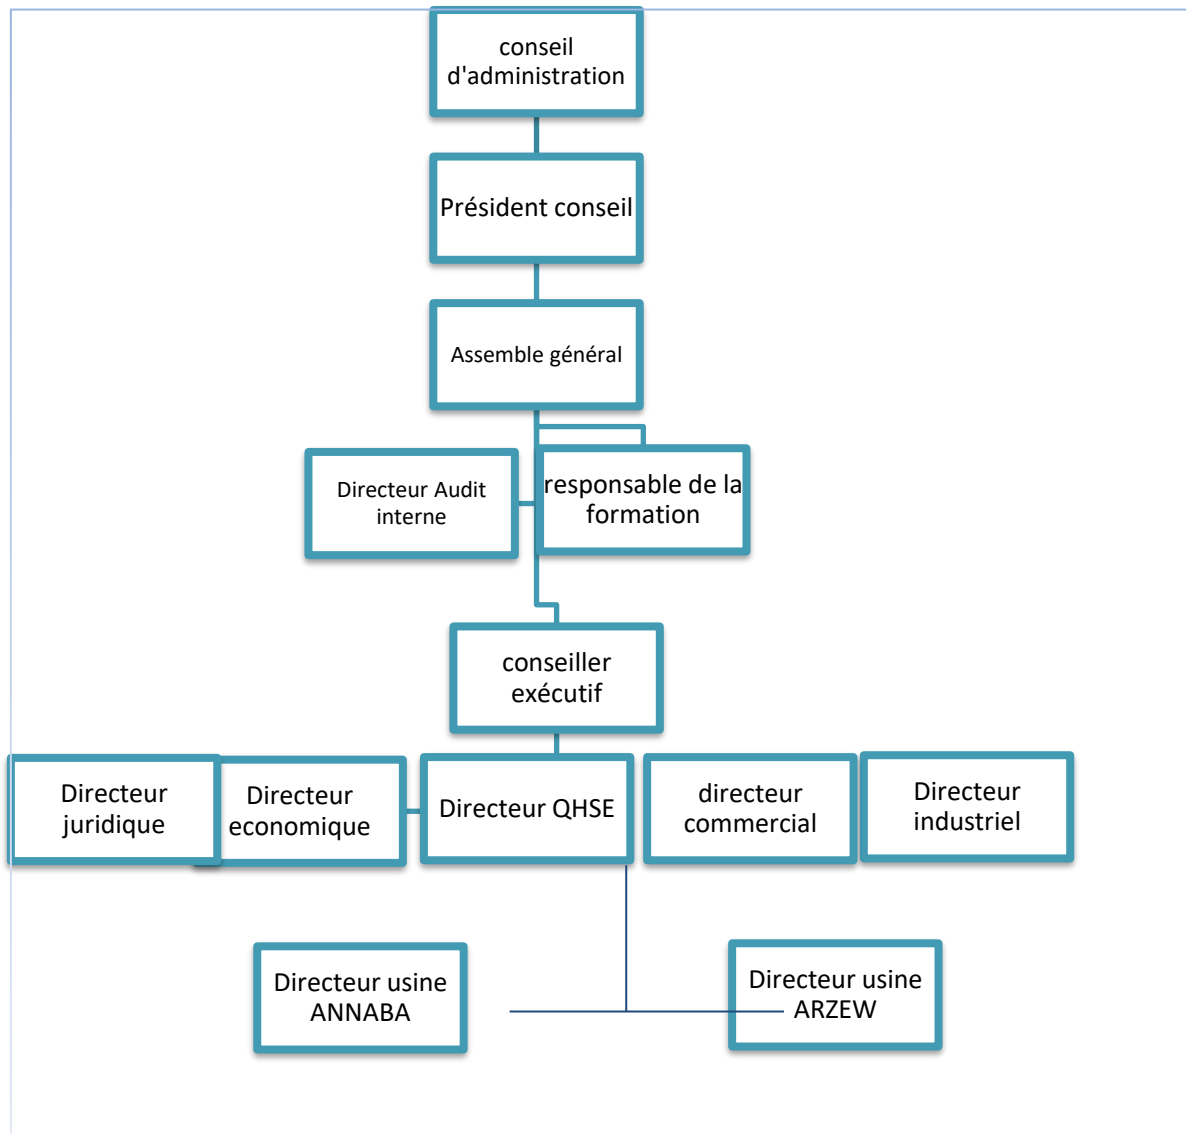 conseil
d'administration
Président conseil
Assemble général
Directeur Audit
interne
responsable de la
formation
conseiller
exécutif
Directeur
juridique
Directeur
economique
Directeur QHSE
directeur
commercial
Directeur
industriel
Directeur usine
ANNABA
Directeur usine
ARZEW